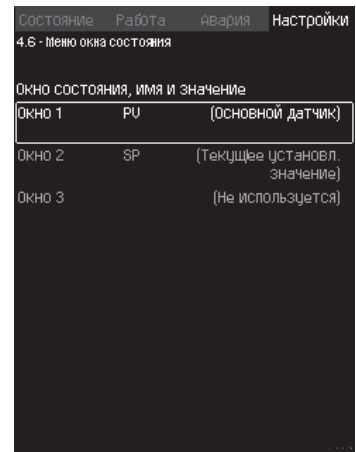 Состояние Работа Авария Настройки
4.6 - Меню окна состояния
Окно состояния, имя и значение
Окно 1 PV (Основной датчик)
Окно 2 SP (Текущее установл.
значение)
Окно 3 (Не используется)